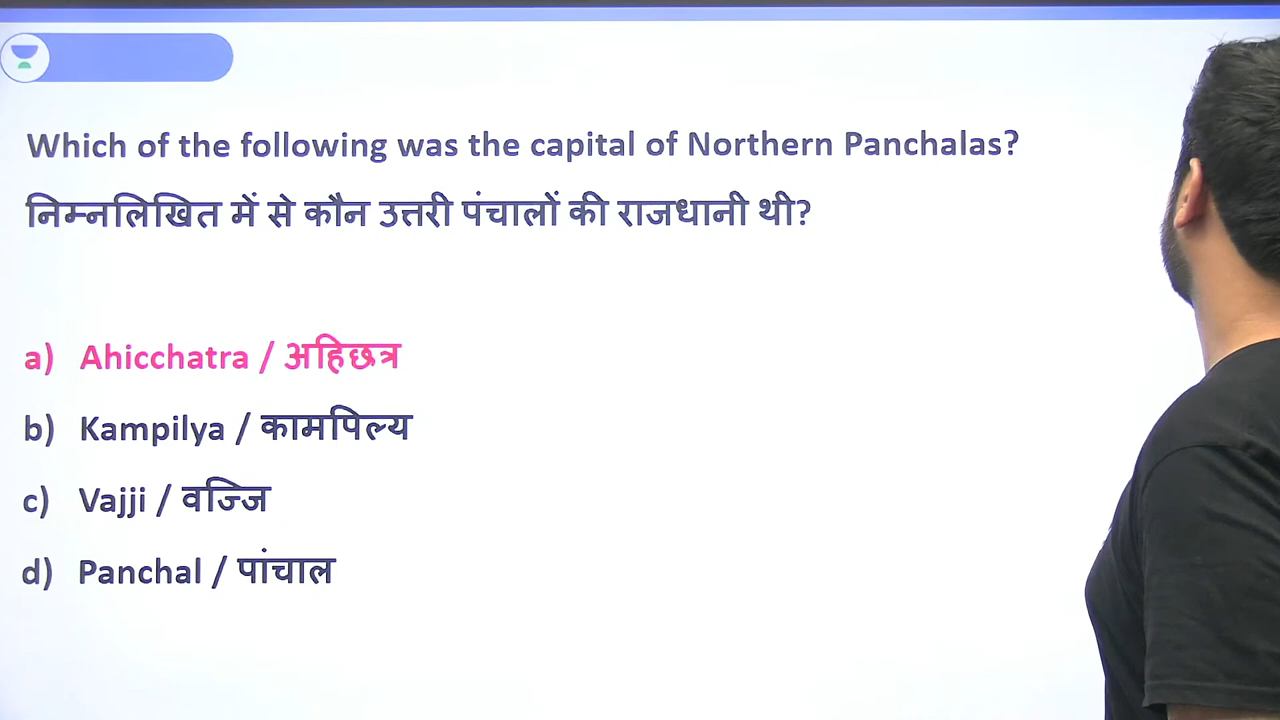 Which of the following was the capital of Northern Panchalas?
निम्नलिखित में से कौन उत्तरी पंचालों की राजधानी थी?
a) Ahicchatra / अहिछत्र
b) Kampilya / कामपिल्य
c) Vajji / वज्जि
d) Panchal / पांचाल